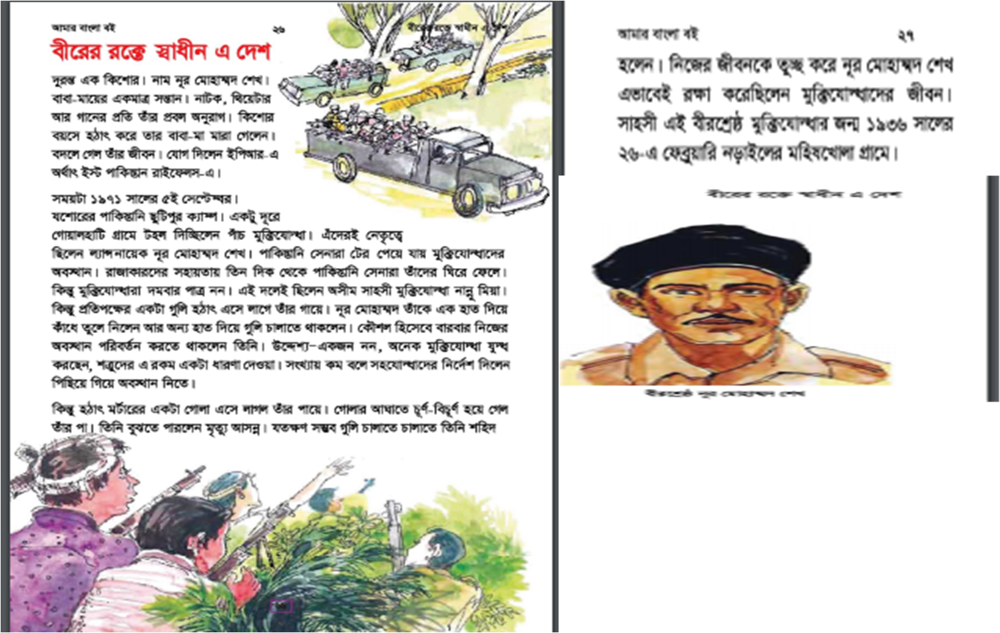 আমার বাংলা বই
২৬
বীরের রক্তে স্বাধীন এ দেশ
বীরের রক্তে স্বাধীন এ দেশ
দুরন্ত এক কিশোর। নাম নূর মোহাম্মদ শেখ।
বাবা-মায়ের একমাত্র সন্তান। নাটক, থিয়েটার
আর গানের প্রতি তাঁর প্রবল অনুরাগ। কিশোর
বয়সে হঠাৎ করে তার বাবা-মা মারা গেলেন।
বদলে গেল তাঁর জীবন। যোগ দিলেন ইপিআর-এ
অর্থাৎ ইস্ট পাকিস্তান রাইফেলস-এ।
সময়টা ১৯৭১ সালের ৫ই সেপ্টেম্বর।
যশোরের পাকিস্তানি ছুটিপুর ক্যাম্প। একটু দূরে
গোয়ালহাটি গ্রামে টহল দিচ্ছিলেন পাঁচ মুক্তিযোদ্ধা। এঁদেরই নেতৃত্বে
ছিলেন ল্যান্সনায়েক নূর মোহাম্মদ শেখ। পাকিস্তানি সেনারা টের পেয়ে যায় মুক্তিযোদ্ধাদের
অবস্থান। রাজাকারদের সহায়তায় তিন দিক থেকে পাকিস্তানি সেনারা তাঁদের ঘিরে ফেলে।
কিন্তু মুক্তিযোদ্ধারা দমবার পাত্র নন। এই দলেই ছিলেন অসীম সাহসী মুক্তিযোদ্ধা নান্নু মিয়া।
কিন্তু প্রতিপক্ষের একটা গুলি হঠাৎ এসে লাগে তাঁর গায়ে। নূর মোহাম্মদ তাঁকে এক হাত দিয়ে
কাঁধে তুলে নিলেন আর অন্য হাত দিয়ে গুলি চালাতে থাকলেন। কৌশল হিসেবে বারবার নিজের
অবস্থান পরিবর্তন করতে থাকলেন তিনি। উদ্দেশ্য–একজন নন, অনেক মুক্তিযোদ্ধা যুদ্ধ
করছেন, শত্রুদের এ রকম একটা ধারণা দেওয়া। সংখ্যায় কম বলে সহযোদ্ধাদের নির্দেশ দিলেন
পিছিয়ে গিয়ে অবস্থান নিতে।
কিন্তু হঠাৎ মর্টারের একটা গোলা এসে লাগল তাঁর পায়ে। গোলার আঘাতে চূর্ণ-বিচূর্ণ হয়ে গেল
তাঁর পা। তিনি বুঝতে পারলেন মৃত্যু আসন্ন। যতক্ষণ সম্ভব গুলি চালাতে চালাতে তিনি শহিদ
আমার বাংলা বই
২৭
হলেন। নিজের জীবনকে তুচ্ছ করে নূর মোহাম্মদ শেখ
এভাবেই রক্ষা করেছিলেন মুক্তিযোদ্ধাদের জীবন।
সাহসী এই বীরশ্রেষ্ঠ মুক্তিযোদ্ধার জন্ম ১৯৩৬ সালের
২৬-এ ফেব্রুয়ারি নড়াইলের মহিষখোলা গ্রামে।
বীরের রক্তে স্বাধীন এ দেশ
বীরশ্রেষ্ঠ নূর মোহাম্মদ শেখ